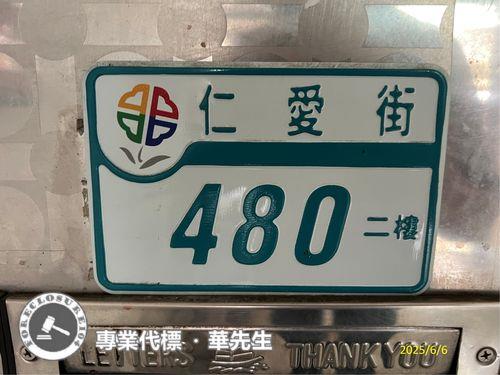 仁愛街
480 二樓
FORECLOSURE
專業代標・華先生
LETTERS THANK YOU
2025/6/6